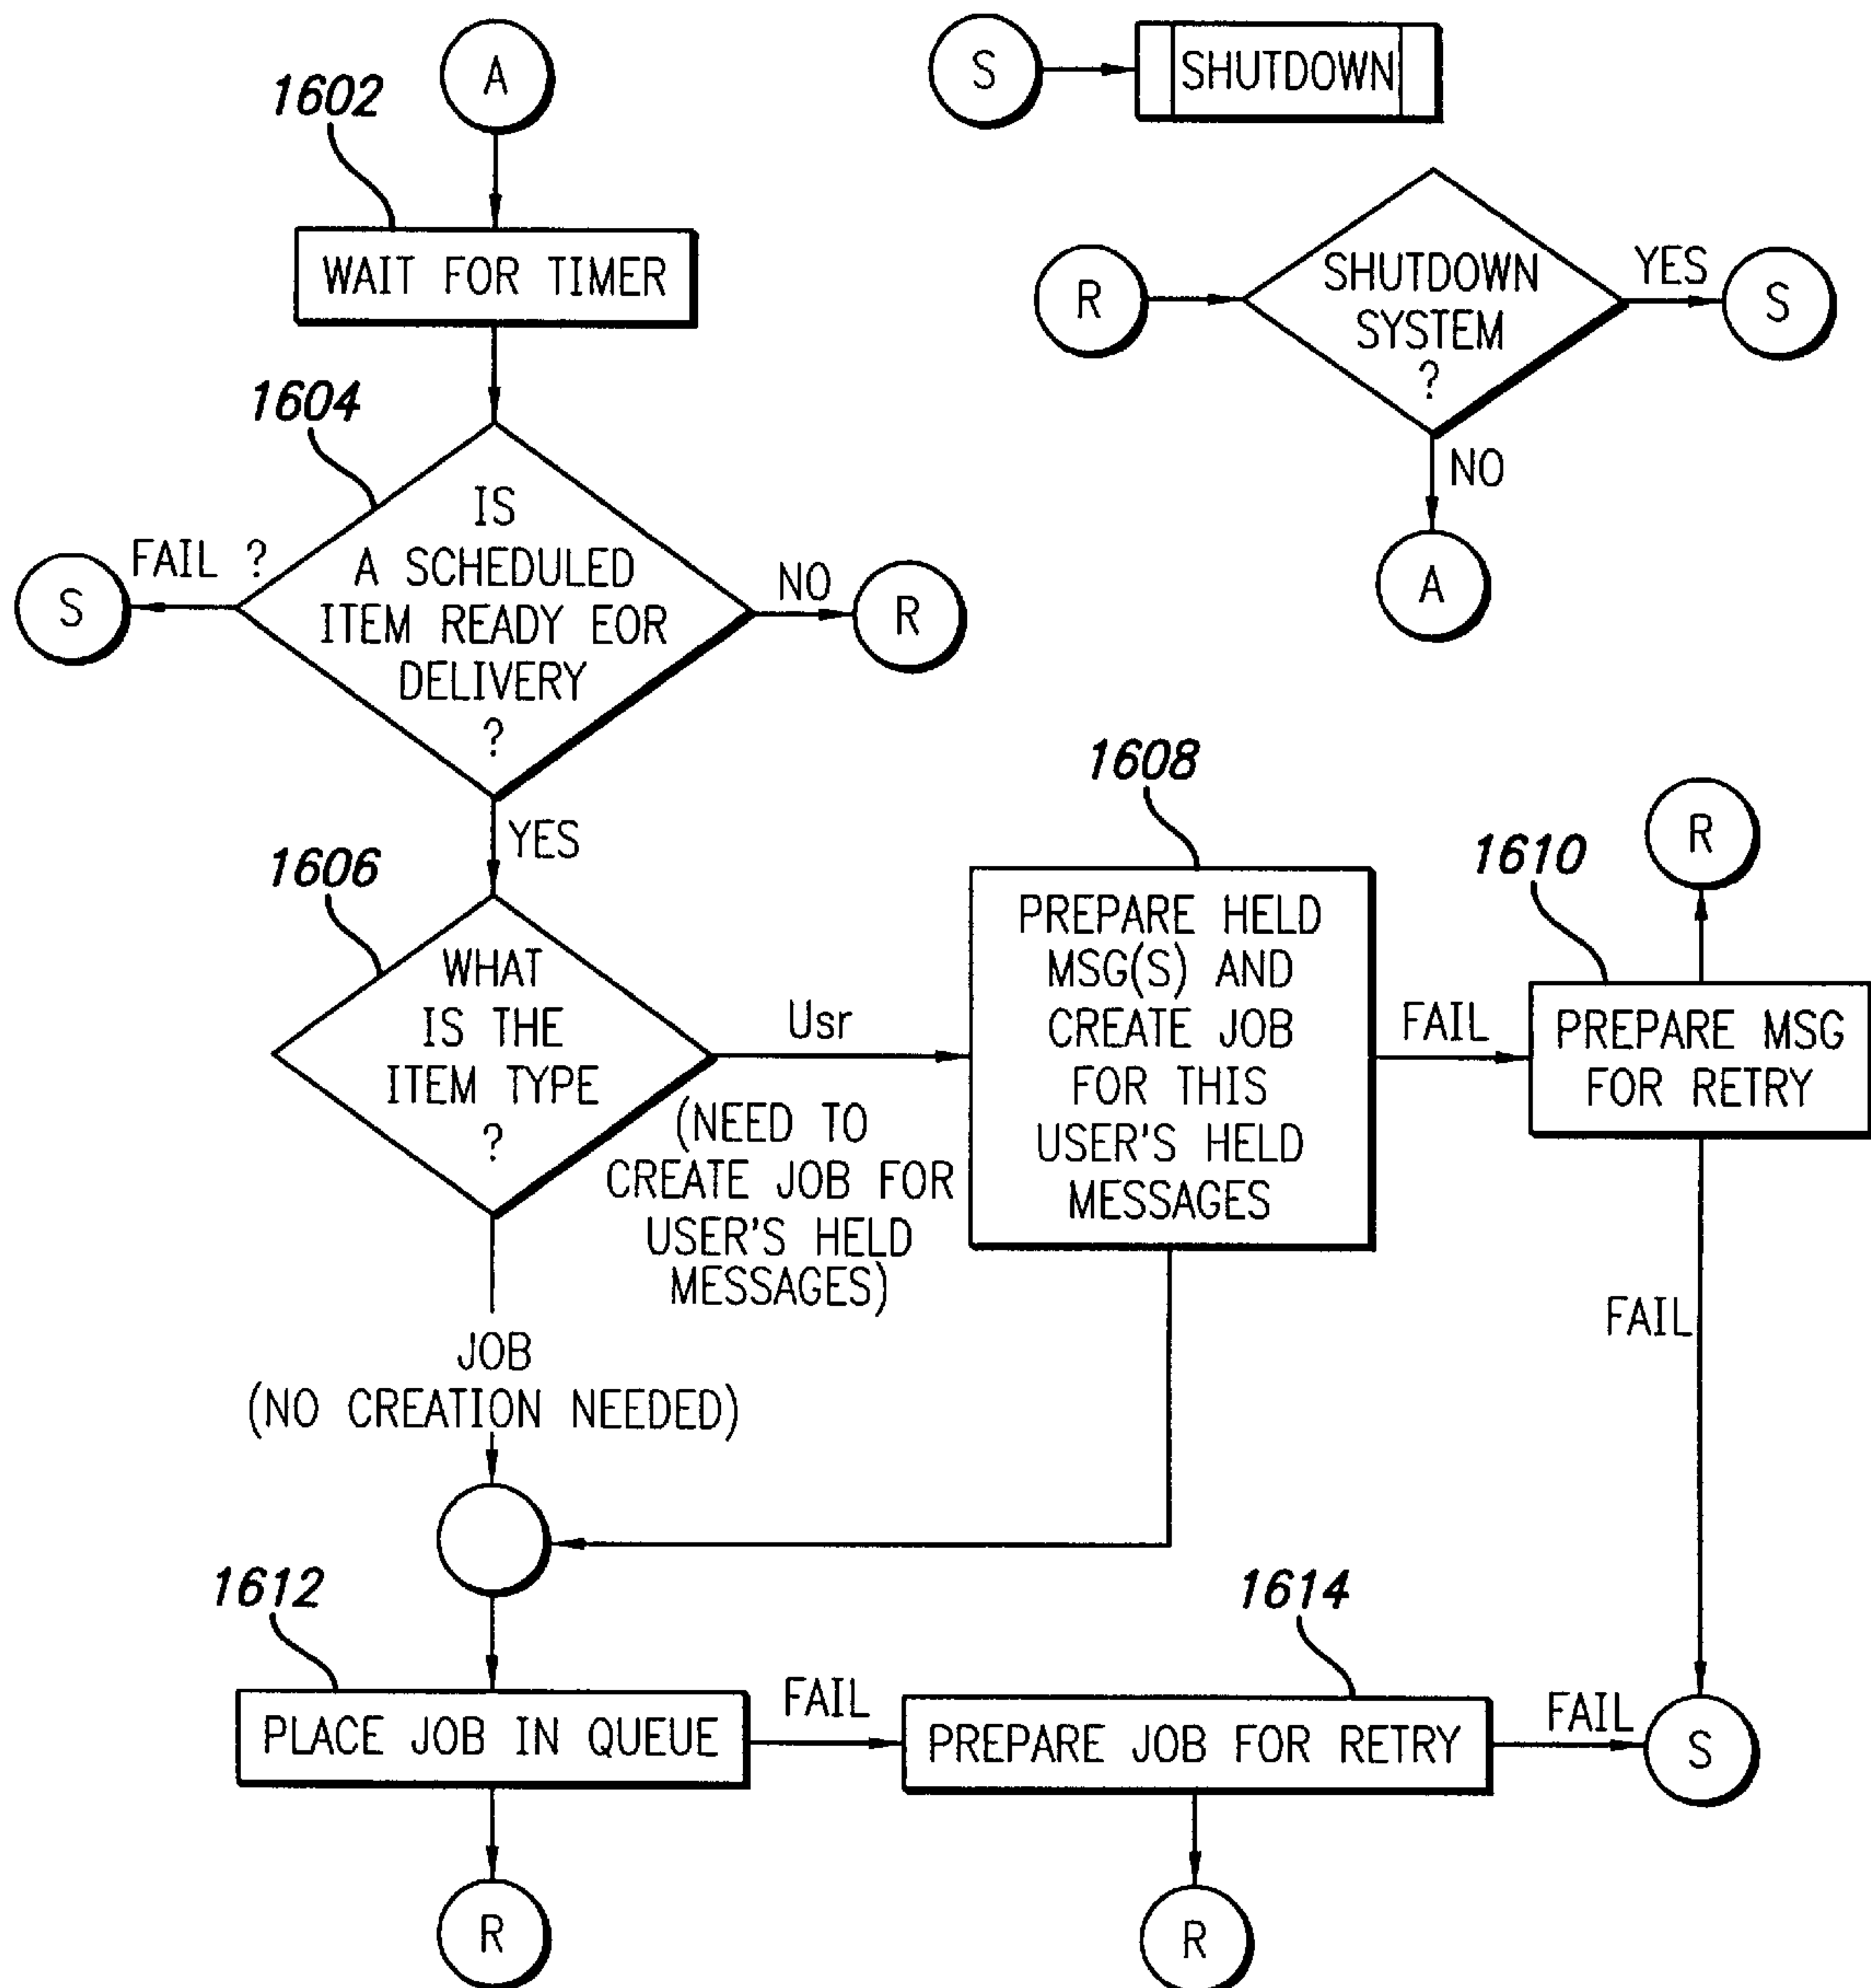 A
1602
WAIT FOR TIMER
S
SHUTDOWN
R
SHUTDOWN
SYSTEM
?
YES
S
NO
A
1604
IS
A SCHEDULED
ITEM READY EOR
DELIVERY
?
FAIL ?
S
NO
R
YES
1606
WHAT
IS THE
ITEM TYPE
?
Usr
(NEED TO
CREATE JOB FOR
USER'S HELD
MESSAGES)
1608
PREPARE HELD
MSG(S) AND
CREATE JOB
FOR THIS
USER'S HELD
MESSAGES
FAIL
1610
R
PREPARE MSG
FOR RETRY
FAIL
JOB
(NO CREATION NEEDED)
1612
PLACE JOB IN QUEUE
FAIL
1614
PREPARE JOB FOR RETRY
FAIL
S
R
R